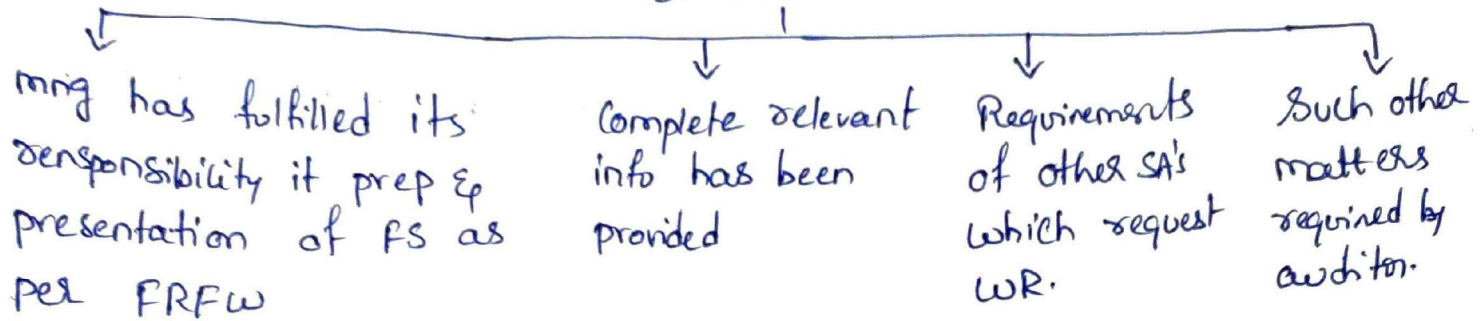 mng has fulfilled its
rensponsibility it prep &
presentation of FS as
per FRFW
Complete relevant
info has been
provided
Requirements
of other SA's
which request
WR.
Such other
matters
required by
auditor.